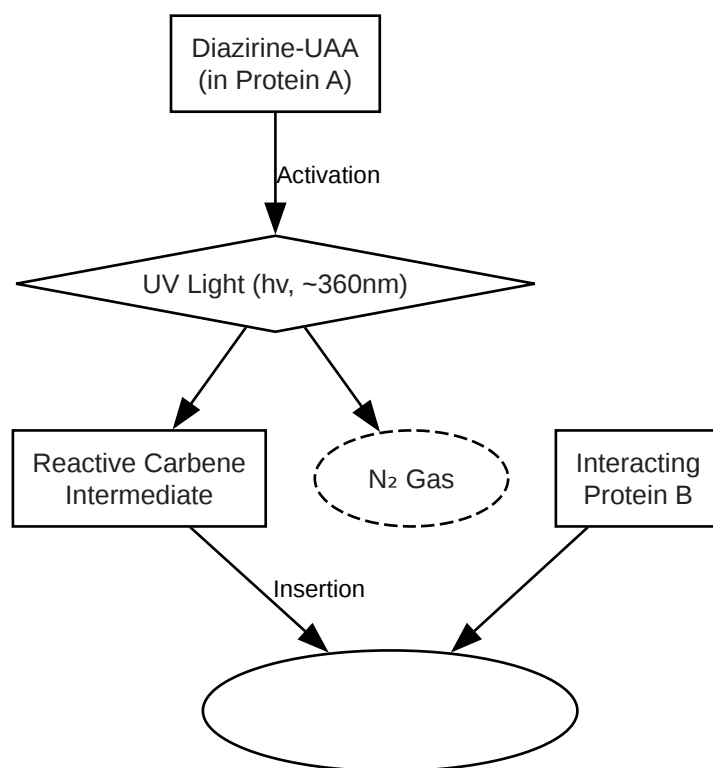 Diazirine-UAA
(in Protein A)
Activation
UV Light (hv, ~360nm)
Reactive Carbene
Intermediate
N₂ Gas
Interacting
Protein B
Insertion